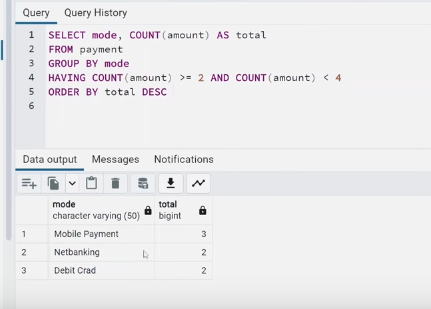 Query Query History
1 SELECT mode, COUNT(amount) AS total
2 FROM payment
3 GROUP BY mode
4 HAVING COUNT(amount) >= 2 AND COUNT(amount) < 4
5 ORDER BY total DESC
6
Data output Messages Notifications
mode total
character varying (50) bigint
1 Mobile Payment 3
2 Netbanking 2
3 Debit Crad 2